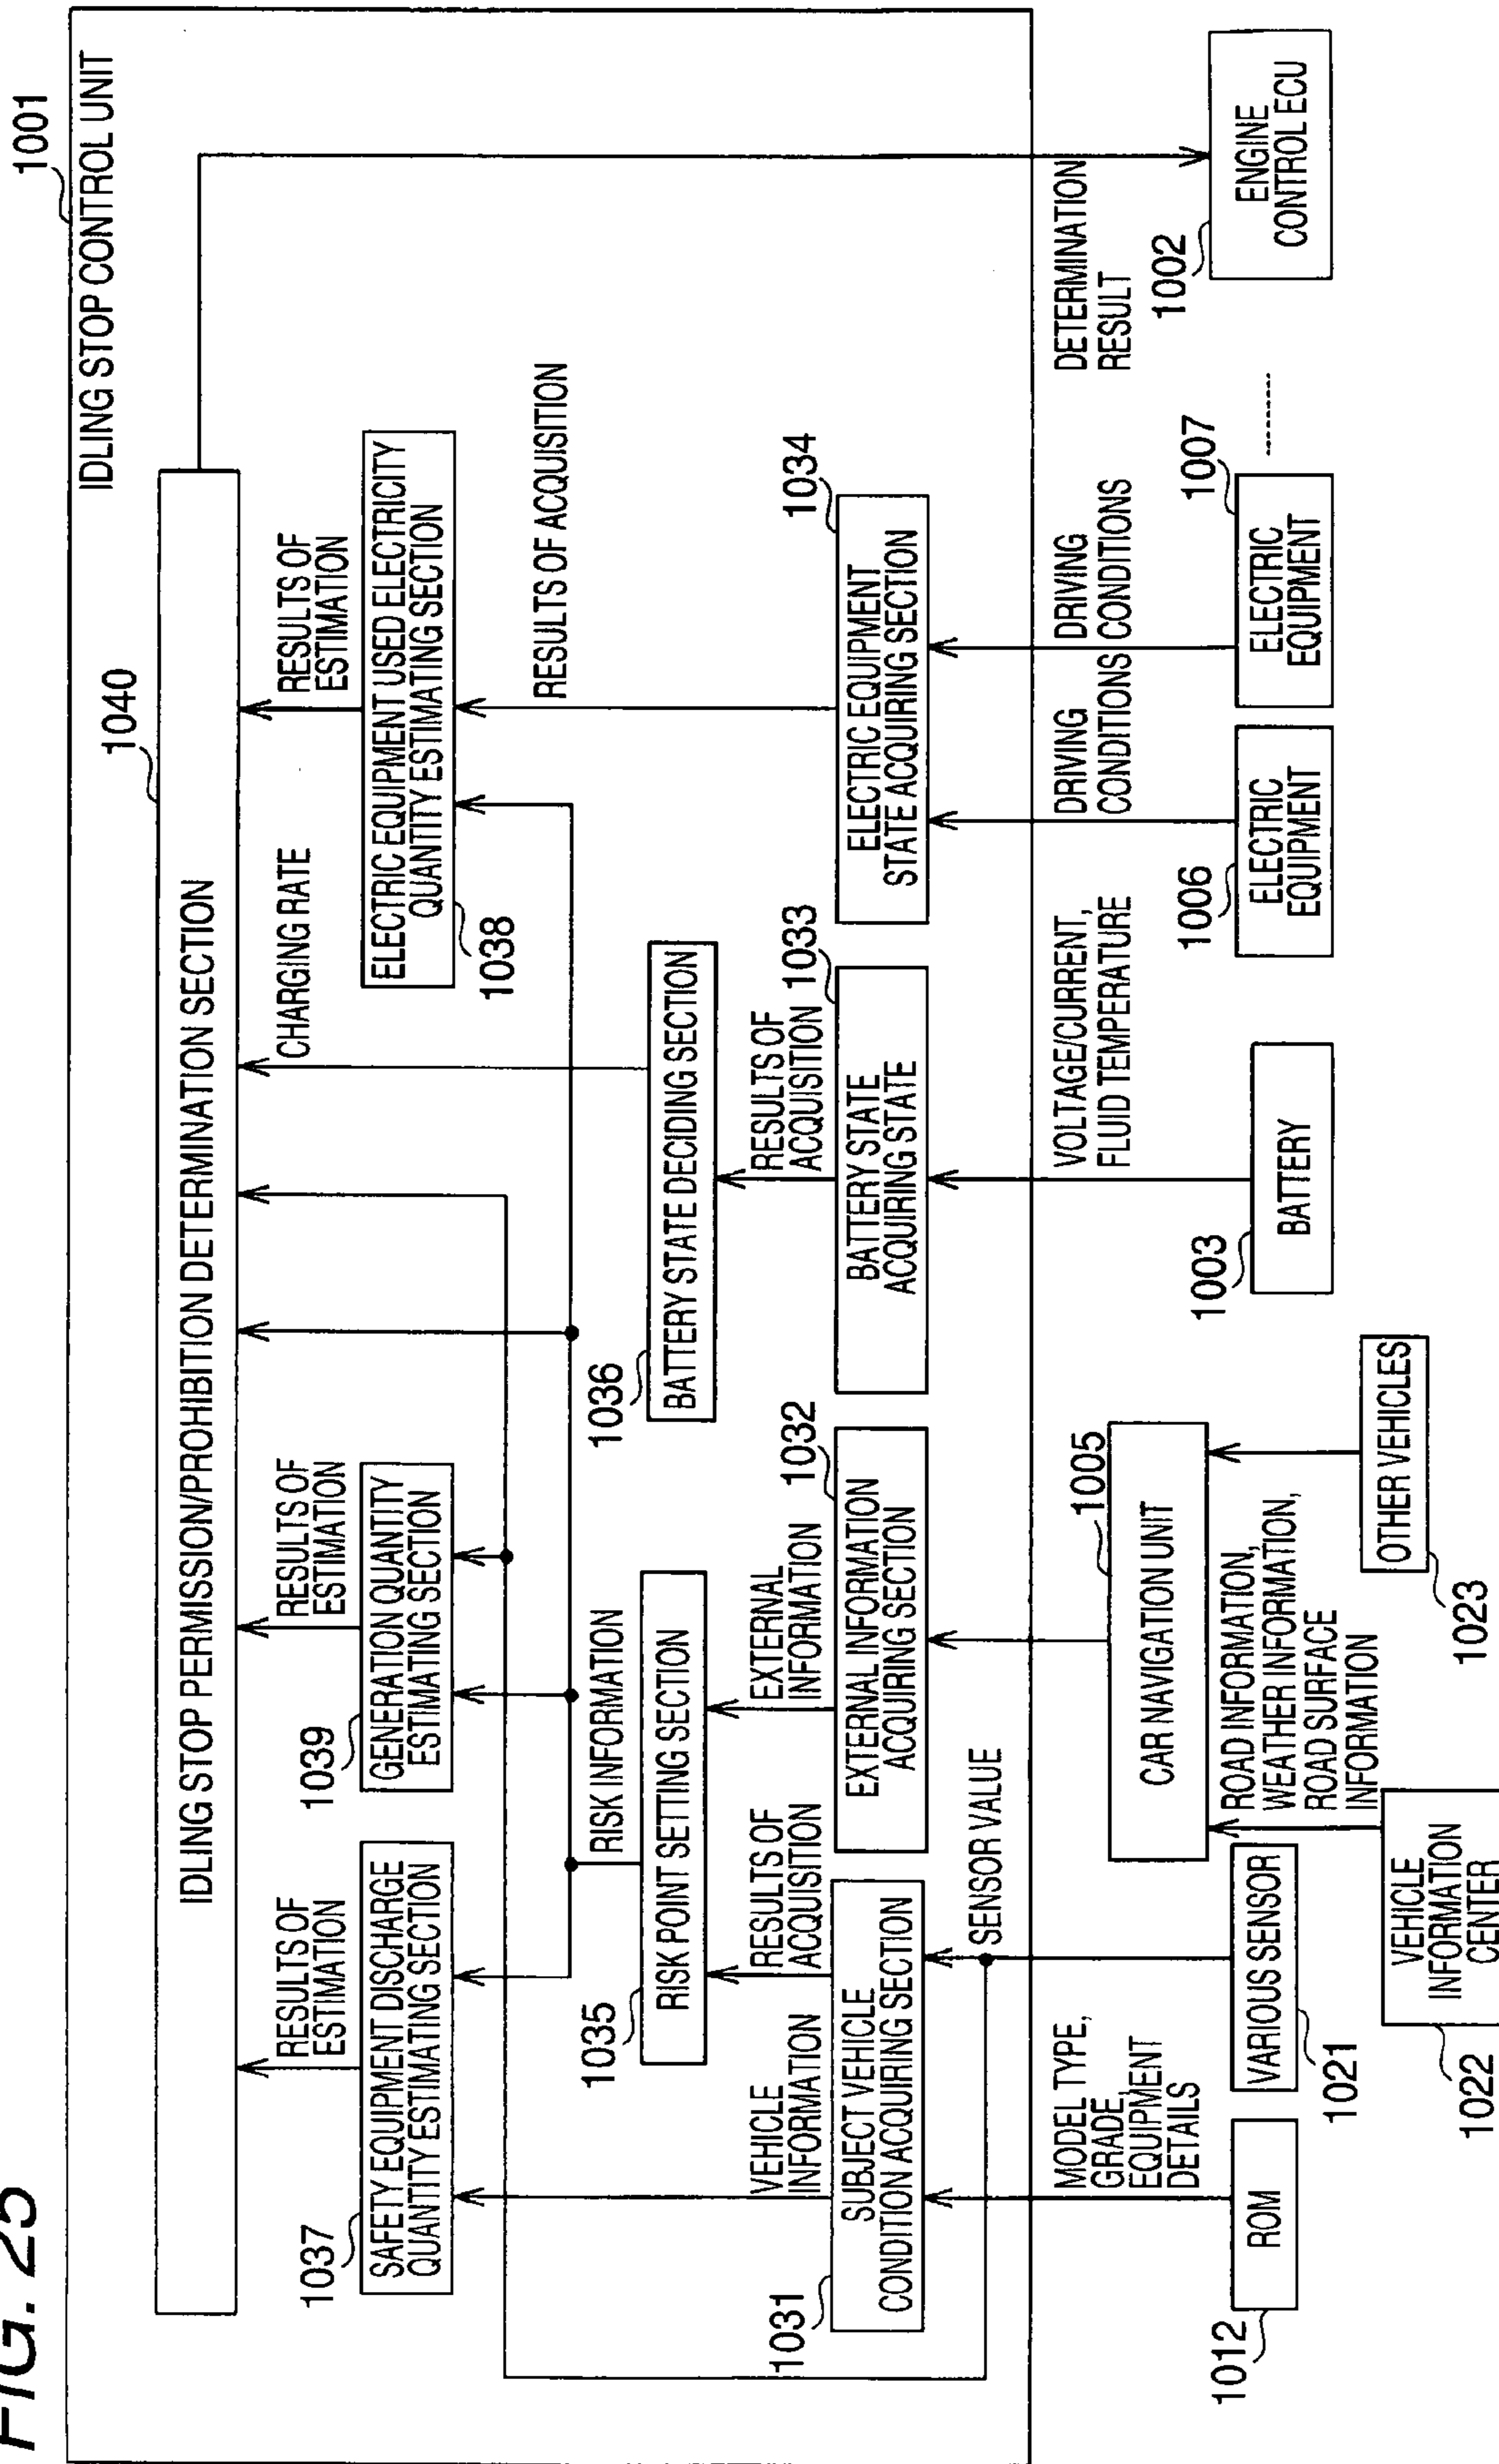 FIG. 25
1001
IDLING STOP CONTROL UNIT
1040
IDLING STOP PERMISSION/PROHIBITION DETERMINATION SECTION
RESULTS OF
ESTIMATION
RESULTS OF
ESTIMATION
CHARGING RATE
RESULTS OF
ESTIMATION
1037
SAFETY EQUIPMENT DISCHARGE
QUANTITY ESTIMATING SECTION
1039
GENERATION QUANTITY
ESTIMATING SECTION
ELECTRIC EQUIPMENT USED ELECTRICITY
QUANTITY ESTIMATING SECTION
1038
RISK INFORMATION
RESULTS OF ACQUISITION
1035
RISK POINT SETTING SECTION
1036
BATTERY STATE DECIDING SECTION
VEHICLE
INFORMATION
RESULTS OF
ACQUISITION
EXTERNAL
INFORMATION
RESULTS OF
ACQUISITION
1031
SUBJECT VEHICLE
CONDITION ACQUIRING SECTION
1032
EXTERNAL INFORMATION
ACQUIRING SECTION
1033
BATTERY STATE
ACQUIRING STATE
1034
ELECTRIC EQUIPMENT
STATE ACQUIRING SECTION
SENSOR VALUE
MODEL TYPE,
GRADE,
EQUIPMENT
DETAILS
VOLTAGE/CURRENT,
FLUID TEMPERATURE
DRIVING
CONDITIONS
DRIVING
CONDITIONS
DETERMINATION
RESULT
1005
CAR NAVIGATION UNIT
1012
ROM
VARIOUS SENSOR
1021
ROAD INFORMATION,
WEATHER INFORMATION,
ROAD SURFACE
INFORMATION
1003
BATTERY
1006
ELECTRIC
EQUIPMENT
1007
ELECTRIC
EQUIPMENT
1002
ENGINE
CONTROL ECU
VEHICLE
INFORMATION
CENTER
1022
OTHER VEHICLES
1023